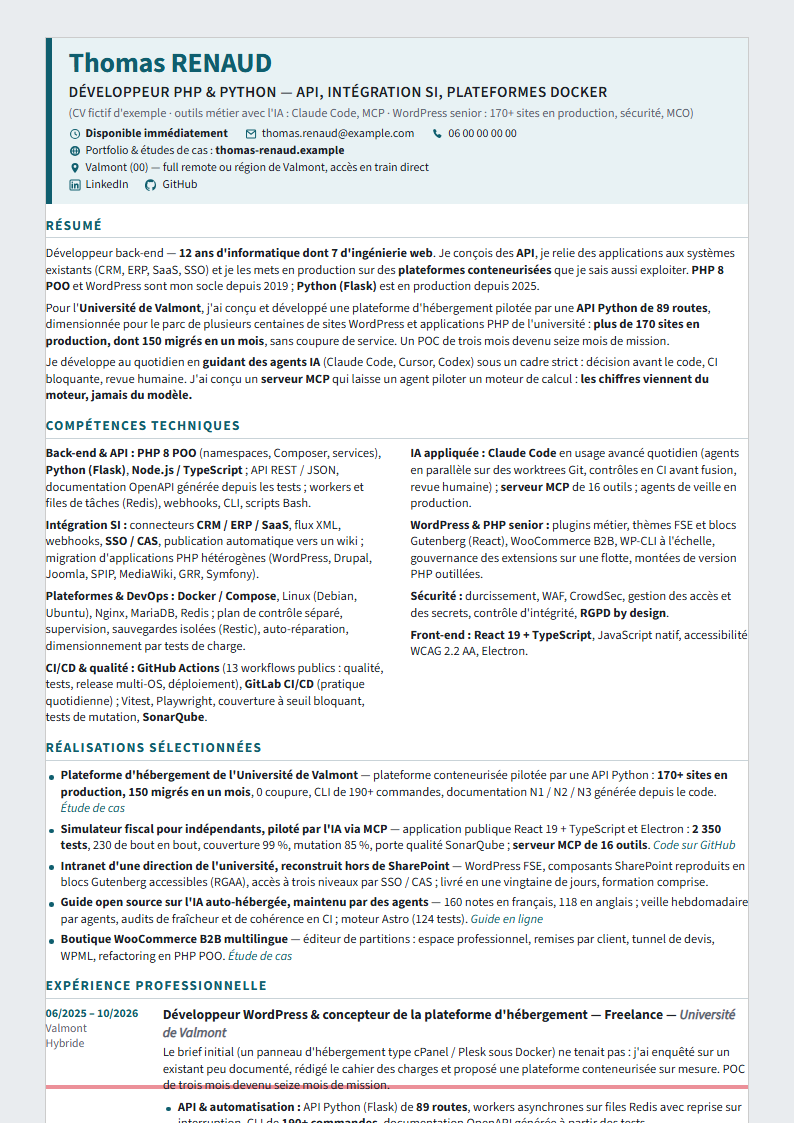 Thomas RENAUD
DÉVELOPPEUR PHP & PYTHON — API, INTÉGRATION SI, PLATEFORMES DOCKER
(CV fictif d'exemple · outils métier avec l'IA : Claude Code, MCP · WordPress senior : 170+ sites en production, sécurité, MCO)
Disponible immédiatement thomas.renaud@example.com 06 00 00 00 00
Portfolio & études de cas : thomas-renaud.example
Valmont (00) — full remote ou région de Valmont, accès en train direct
LinkedIn GitHub
RÉSUMÉ
Développeur back-end — 12 ans d'informatique dont 7 d'ingénierie web. Je conçois des API, je relie des applications aux systèmes
existants (CRM, ERP, SaaS, SSO) et je les mets en production sur des plateformes conteneurisées que je sais aussi exploiter. PHP 8
POO et WordPress sont mon socle depuis 2019 ; Python (Flask) est en production depuis 2025.
Pour l'Université de Valmont, j'ai conçu et développé une plateforme d'hébergement pilotée par une API Python de 89 routes,
dimensionnée pour le parc de plusieurs centaines de sites WordPress et applications PHP de l'université : plus de 170 sites en
production, dont 150 migrés en un mois, sans coupure de service. Un POC de trois mois devenu seize mois de mission.
Je développe au quotidien en guidant des agents IA (Claude Code, Cursor, Codex) sous un cadre strict : décision avant le code, CI
bloquante, revue humaine. J'ai conçu un serveur MCP qui laisse un agent piloter un moteur de calcul : les chiffres viennent du
moteur, jamais du modèle.
COMPÉTENCES TECHNIQUES
Back-end & API : PHP 8 POO (namespaces, Composer, services),
Python (Flask), Node.js / TypeScript ; API REST / JSON,
documentation OpenAPI générée depuis les tests ; workers et
files de tâches (Redis), webhooks, CLI, scripts Bash.
Intégration SI : connecteurs CRM / ERP / SaaS, flux XML,
webhooks, SSO / CAS, publication automatique vers un wiki ;
migration d'applications PHP hétérogènes (WordPress, Drupal,
Joomla, SPIP, MediaWiki, GRR, Symfony).
Plateformes & DevOps : Docker / Compose, Linux (Debian,
Ubuntu), Nginx, MariaDB, Redis ; plan de contrôle séparé,
supervision, sauvegardes isolées (Restic), auto-réparation,
dimensionnement par tests de charge.
CI/CD & qualité : GitHub Actions (13 workflows publics : qualité,
tests, release multi-OS, déploiement), GitLab CI/CD (pratique
quotidienne) ; Vitest, Playwright, couverture à seuil bloquant,
tests de mutation, SonarQube.
IA appliquée : Claude Code en usage avancé quotidien (agents
en parallèle sur des worktrees Git, contrôles en CI avant fusion,
revue humaine) ; serveur MCP de 16 outils ; agents de veille en
production.
WordPress & PHP senior : plugins métier, thèmes FSE et blocs
Gutenberg (React), WooCommerce B2B, WP-CLI à l'échelle,
gouvernance des extensions sur une flotte, montées de version
PHP outillées.
Sécurité : durcissement, WAF, CrowdSec, gestion des accès et
des secrets, contrôle d'intégrité, RGPD by design.
Front-end : React 19 + TypeScript, JavaScript natif, accessibilité
WCAG 2.2 AA, Electron.
RÉALISATIONS SÉLECTIONNÉES
Plateforme d'hébergement de l'Université de Valmont — plateforme conteneurisée pilotée par une API Python : 170+ sites en
production, 150 migrés en un mois, 0 coupure, CLI de 190+ commandes, documentation N1 / N2 / N3 générée depuis le code.
Étude de cas
Simulateur fiscal pour indépendants, piloté par l'IA via MCP — application publique React 19 + TypeScript et Electron : 2 350
tests, 230 de bout en bout, couverture 99 %, mutation 85 %, porte qualité SonarQube ; serveur MCP de 16 outils. Code sur GitHub
Intranet d'une direction de l'université, reconstruit hors de SharePoint — WordPress FSE, composants SharePoint reproduits en
blocs Gutenberg accessibles (RGAA), accès à trois niveaux par SSO / CAS ; livré en une vingtaine de jours, formation comprise.
Guide open source sur l'IA auto-hébergée, maintenu par des agents — 160 notes en français, 118 en anglais ; veille hebdomadaire
par agents, audits de fraîcheur et de cohérence en CI ; moteur Astro (124 tests). Guide en ligne
Boutique WooCommerce B2B multilingue — éditeur de partitions : espace professionnel, remises par client, tunnel de devis,
WPML, refactoring en PHP POO. Étude de cas
EXPÉRIENCE PROFESSIONNELLE
06/2025 – 10/2026
Valmont
Hybride
Développeur WordPress & concepteur de la plateforme d'hébergement — Freelance — Université
de Valmont
Le brief initial (un panneau d'hébergement type cPanel / Plesk sous Docker) ne tenait pas : j'ai enquêté sur un
existant peu documenté, rédigé le cahier des charges et proposé une plateforme conteneurisée sur mesure. POC
de trois mois devenu seize mois de mission.
API & automatisation : API Python (Flask) de 89 routes, workers asynchrones sur files Redis avec reprise sur
interruption, CLI de 190+ commandes, documentation OpenAPI générée à partir des tests.